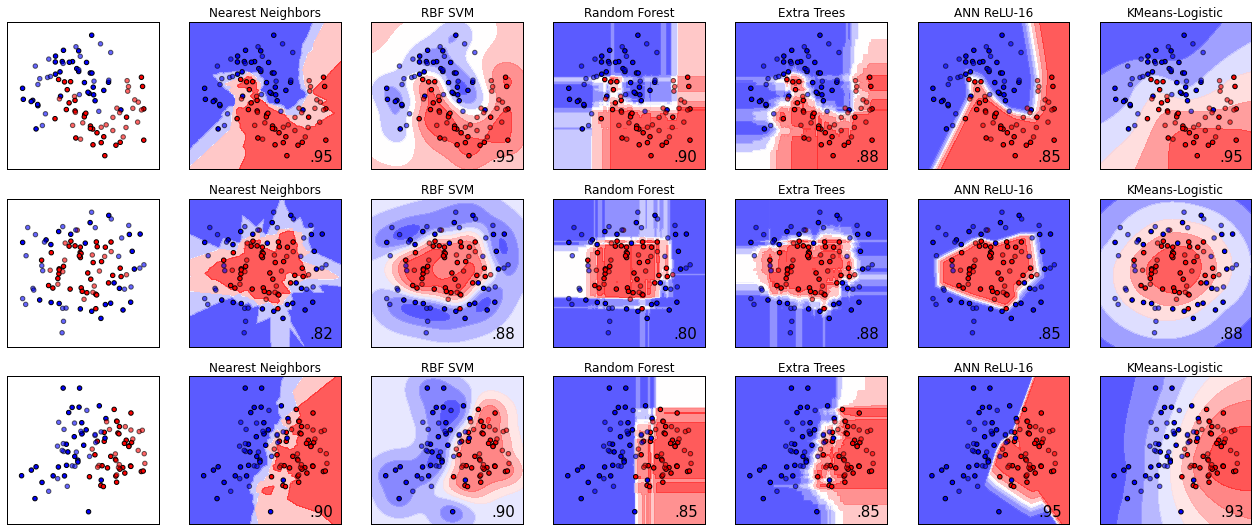 Nearest Neighbors RBF SVM Random Forest Extra Trees ANN ReLU-16 KMeans-Logistic
.95 .95 .90 .88 .85 .95
Nearest Neighbors RBF SVM Random Forest Extra Trees ANN ReLU-16 KMeans-Logistic
.82 .88 .80 .88 .85 .88
Nearest Neighbors RBF SVM Random Forest Extra Trees ANN ReLU-16 KMeans-Logistic
.90 .90 .85 .85 .95 .93